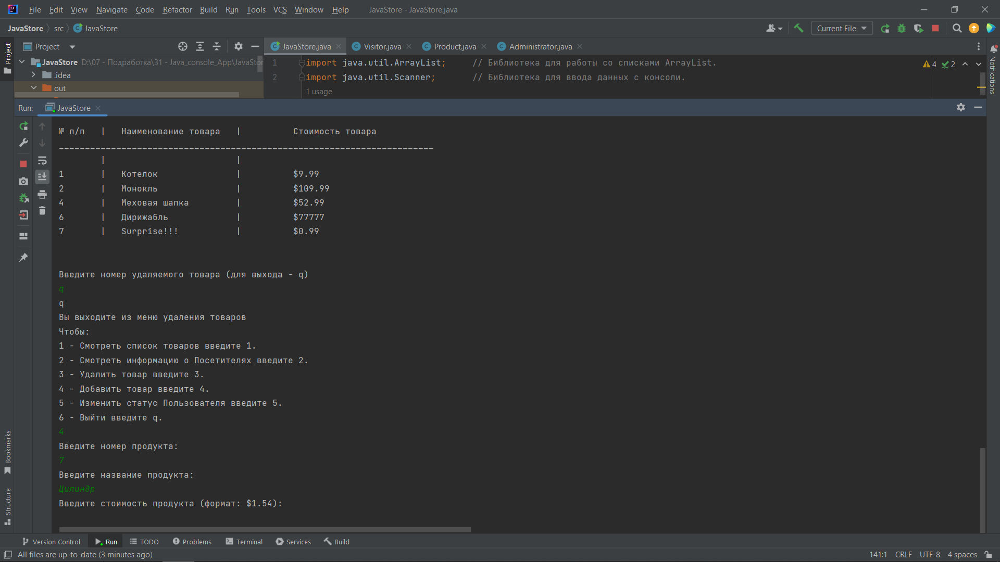 File Edit View Navigate Code Refactor Build Run Tools VCS Window Help JavaStore - JavaStore.java
JavaStore src JavaStore Current File
Project JavaStore.java Visitor.java Product.java Administrator.java
JavaStore D:\07 - Подработка\31 - Java_console_App\JavaStor
.idea
out
1 import java.util.ArrayList; // Библиотека для работы со списками ArrayList.
2 import java.util.Scanner; // Библиотека для ввода данных с консоли.
1 usage
4 2
Project
Notifications
Run: JavaStore
№ п/п | Наименование товара | Стоимость товара
________________________________________________________________________
| |
1 | Котелок | $9.99
2 | Монокль | $109.99
4 | Меховая шапка | $52.99
6 | Дирижабль | $77777
7 | Surprise!!! | $0.99
Введите номер удаляемого товара (для выхода - q)
q
q
Вы выходите из меню удаления товаров
Чтобы:
1 - Смотреть список товаров введите 1.
2 - Смотреть информацию о Посетителях введите 2.
3 - Удалить товар введите 3.
4 - Добавить товар введите 4.
5 - Изменить статус Пользователя введите 5.
6 - Выйти введите q.
4
Введите номер продукта:
7
Введите название продукта:
Цилиндр
Введите стоимость продукта (формат: $1.54):
Bookmarks
Structure
Version Control Run TODO Problems Terminal Services Build
All files are up-to-date (3 minutes ago) 141:1 CRLF UTF-8 4 spaces